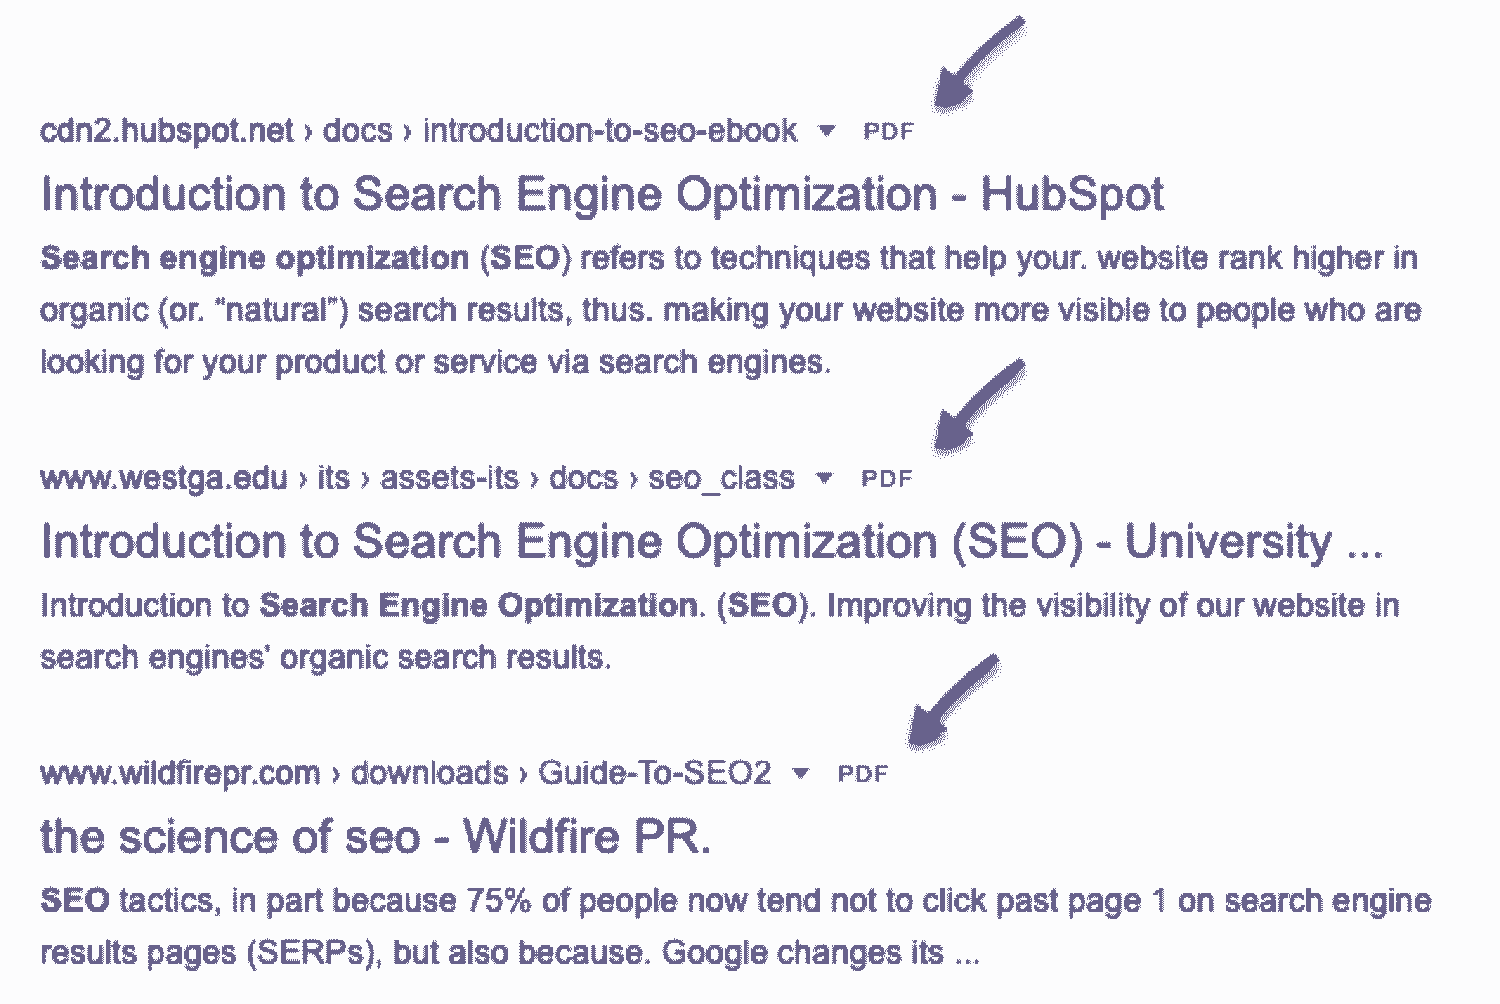 cdn2.hubspot.net › docs › introduction-to-seo-ebook ▼ PDF
Introduction to Search Engine Optimization - HubSpot
Search engine optimization (SEO) refers to techniques that help your. website rank higher in
organic (or. “natural”) search results, thus. making your website more visible to people who are
looking for your product or service via search engines.
www.westga.edu › its › assets-its › docs › seo_class ▼ PDF
Introduction to Search Engine Optimization (SEO) - University ...
Introduction to Search Engine Optimization. (SEO). Improving the visibility of our website in
search engines' organic search results.
www.wildfirepr.com › downloads › Guide-To-SEO2 ▼ PDF
the science of seo - Wildfire PR.
SEO tactics, in part because 75% of people now tend not to click past page 1 on search engine
results pages (SERPs), but also because. Google changes its ...